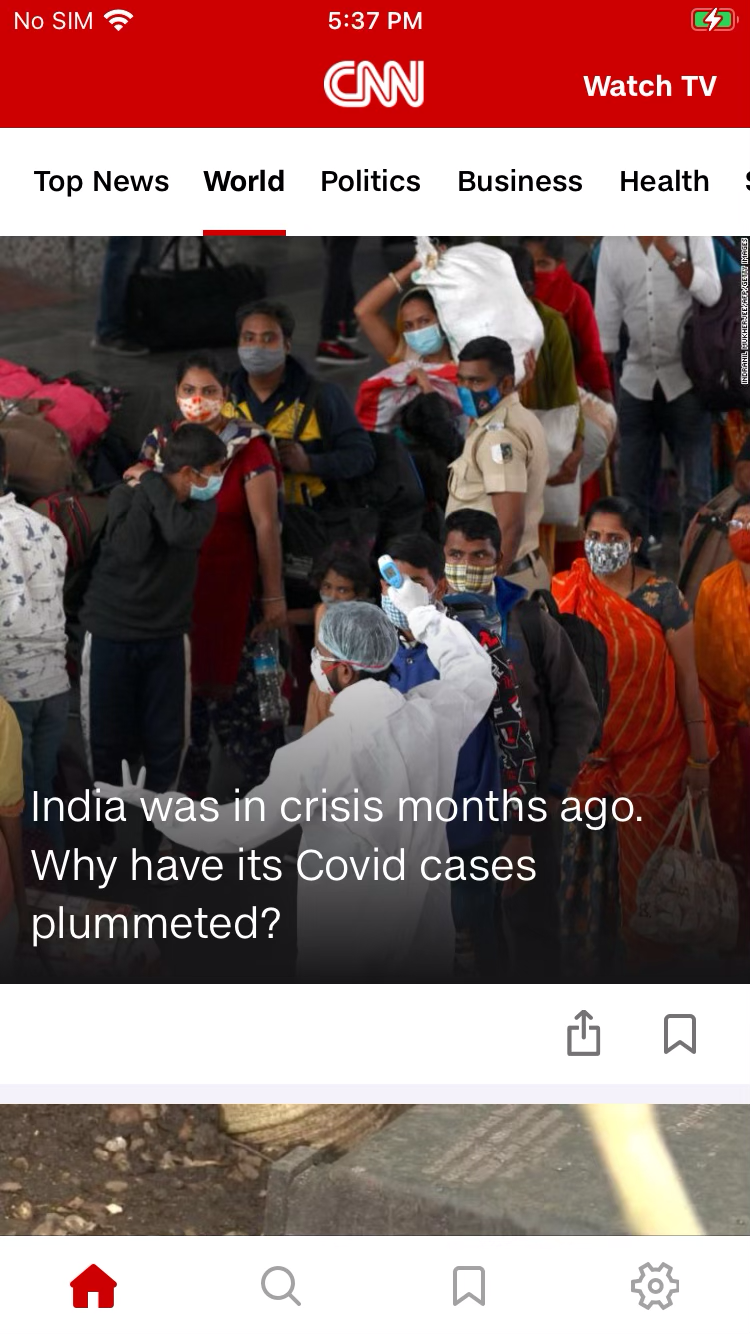 No SIM
5:37 PM
CNN
Watch TV
Top News World Politics Business Health
INDRANIL MUKHERJEE/AFP/GETTY IMAGES
India was in crisis months ago.
Why have its Covid cases
plummeted?